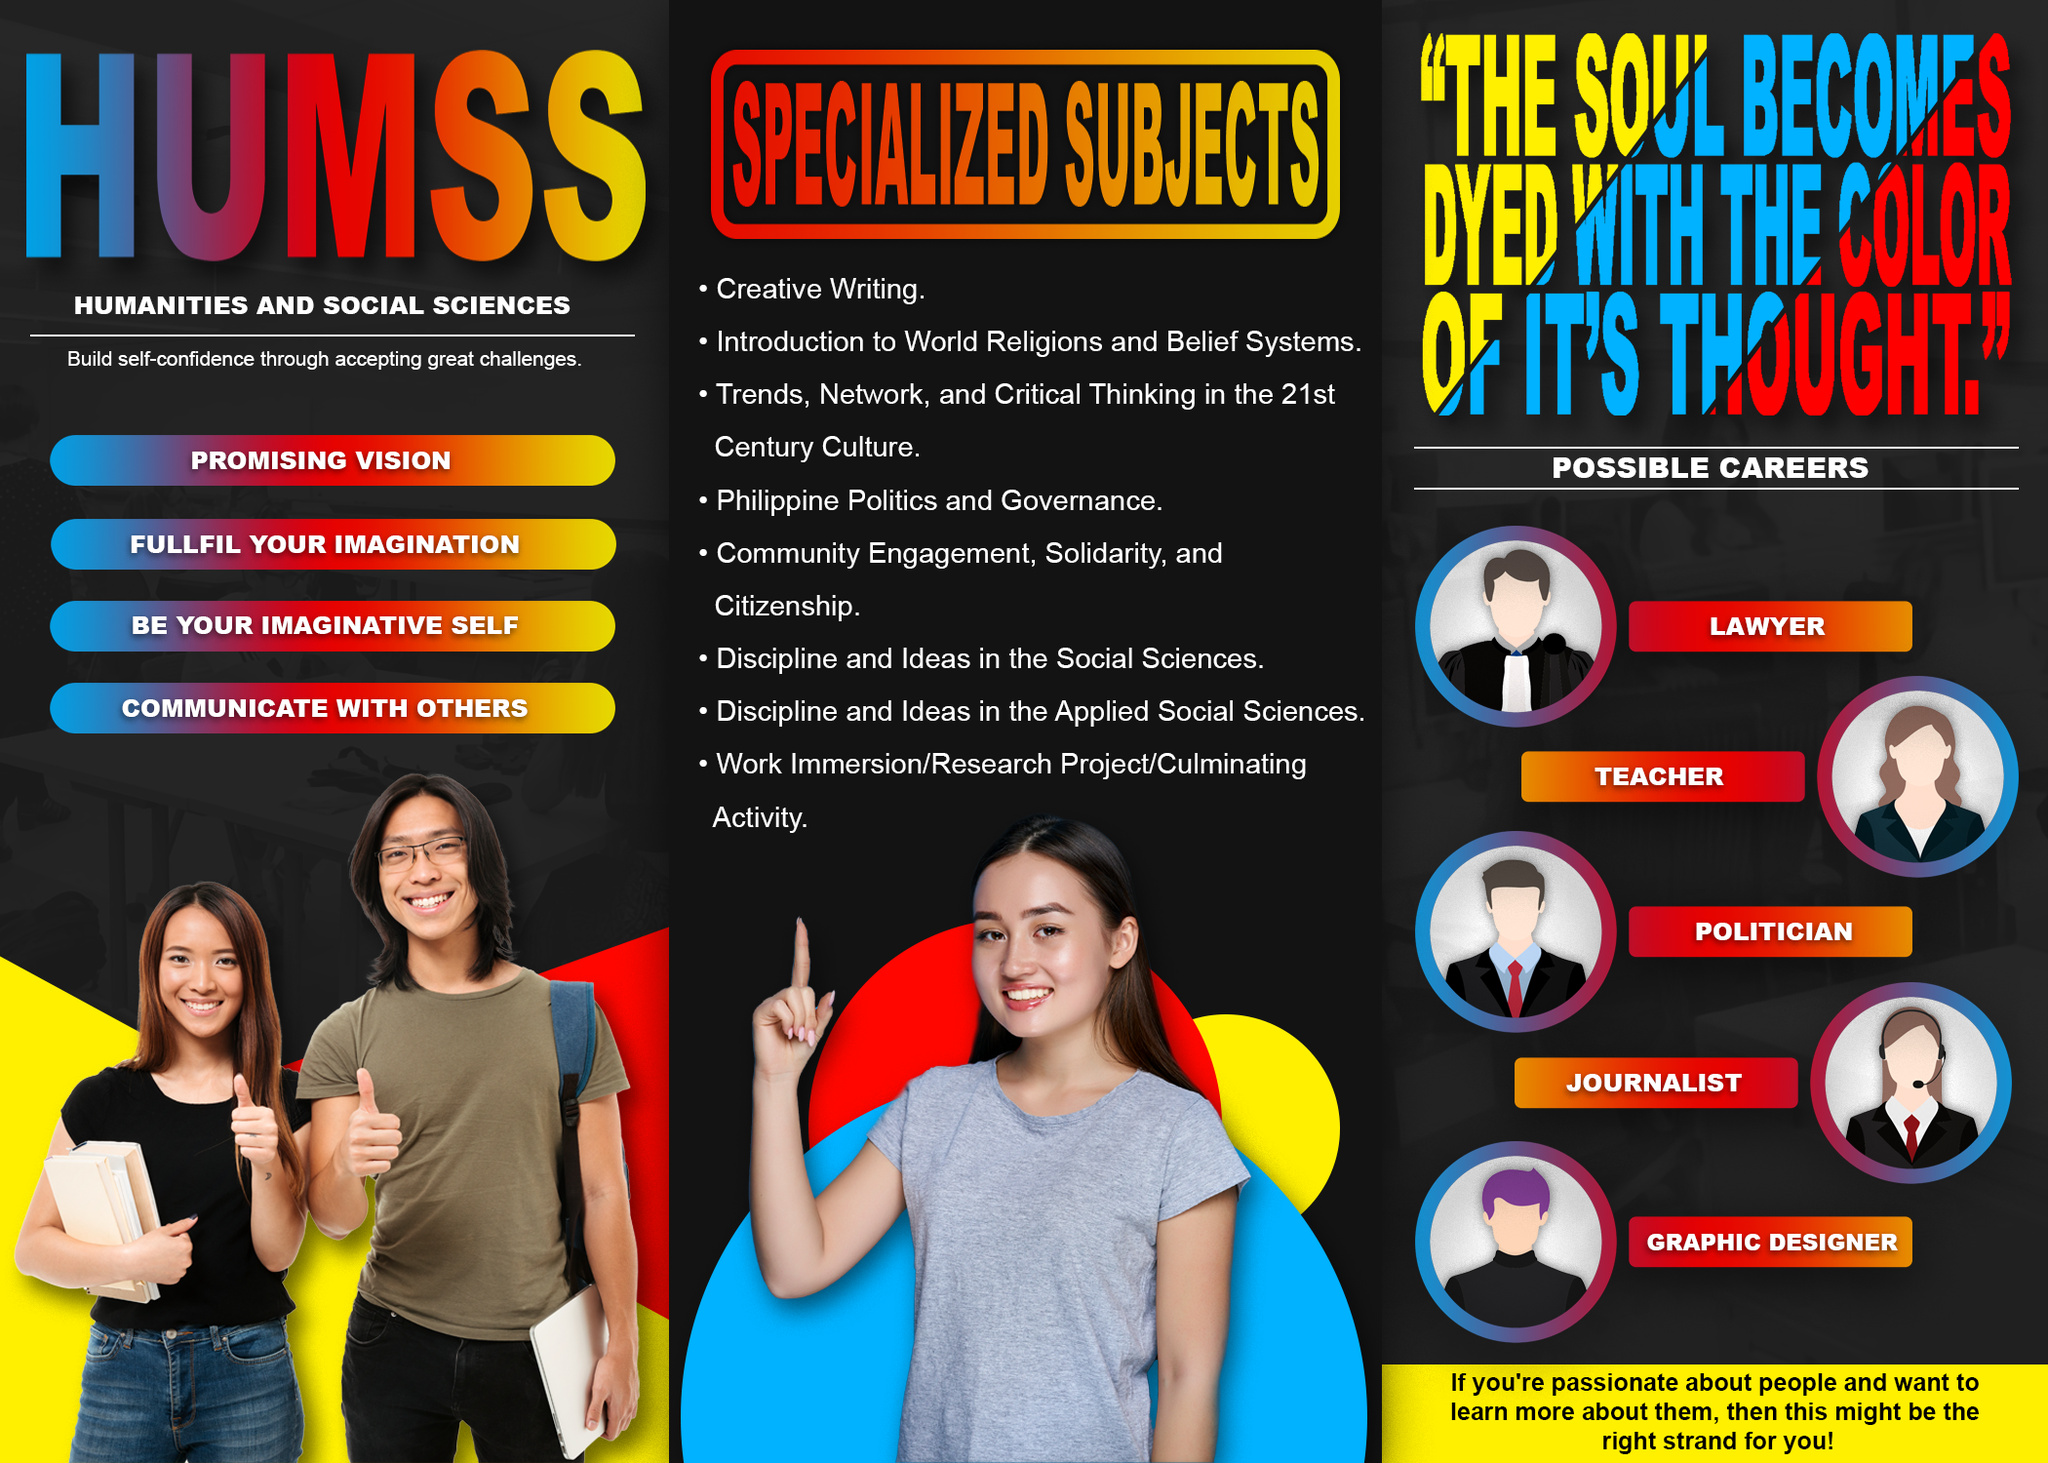 HUMSS
HUMANITIES AND SOCIAL SCIENCES
Build self-confidence through accepting great challenges.
PROMISING VISION
FULLFIL YOUR IMAGINATION
BE YOUR IMAGINATIVE SELF
COMMUNICATE WITH OTHERS
SPECIALIZED SUBJECTS
• Creative Writing.
• Introduction to World Religions and Belief Systems.
• Trends, Network, and Critical Thinking in the 21st
Century Culture.
• Philippine Politics and Governance.
• Community Engagement, Solidarity, and
Citizenship.
• Discipline and Ideas in the Social Sciences.
• Discipline and Ideas in the Applied Social Sciences.
• Work Immersion/Research Project/Culminating
Activity.
“THE SOUL BECOMES
DYED WITH THE COLOR
OF IT’S THOUGHT.”
POSSIBLE CAREERS
LAWYER
TEACHER
POLITICIAN
JOURNALIST
GRAPHIC DESIGNER
If you're passionate about people and want to
learn more about them, then this might be the
right strand for you!